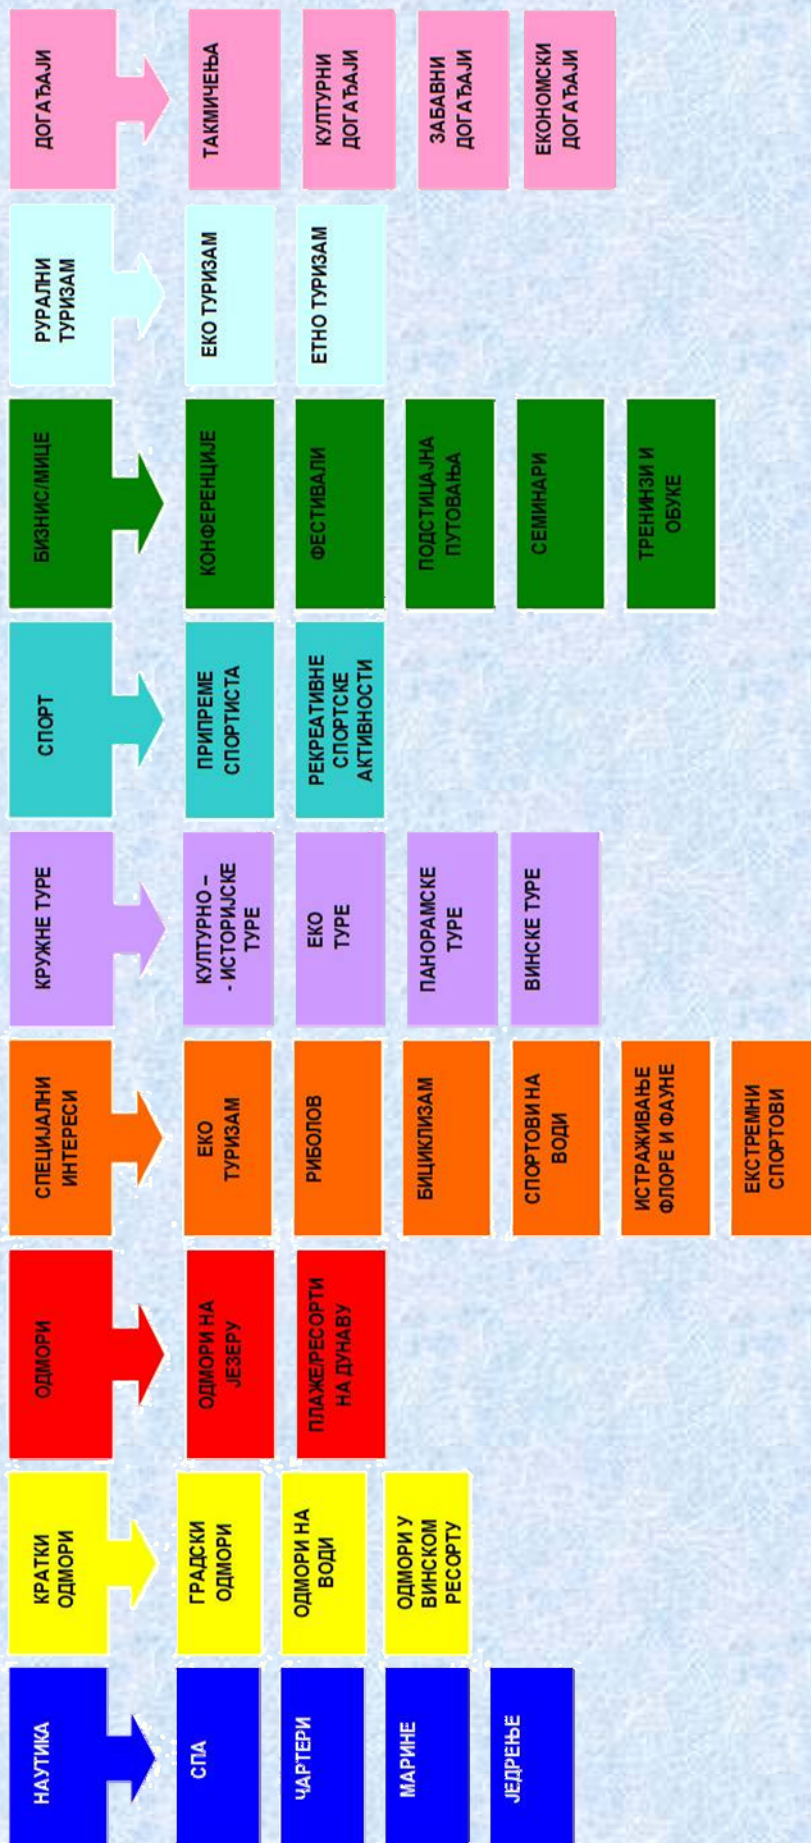 НАУТИКА
СПА
ЧАРТЕРИ
МАРИНЕ
ЈЕДРЕЊЕ
КРАТКИ
ОДМОРИ
ГРАДСКИ
ОДМОРИ
ОДМОРИ НА
ВОДИ
ОДМОРИ У
ВИНСКОМ
РЕСОРТУ
ОДМОРИ
ОДМОРИ НА
ЈЕЗЕРУ
ПЛАЖЕ/РЕСОРТИ
НА ДУНАВУ
СПЕЦИЈАЛНИ
ИНТЕРЕСИ
ЕКО
ТУРИЗАМ
РИБОЛОВ
БИЦИКЛИЗАМ
СПОРТОВИ НА
ВОДИ
ИСТРАЖИВАЊЕ
ФЛОРЕ И ФАУНЕ
ЕКСТРЕМНИ
СПОРТОВИ
КРУЖНЕ ТУРЕ
КУЛТУРНО –
- ИСТОРИЈСКЕ
ТУРЕ
ЕКО
ТУРЕ
ПАНОРАМСКЕ
ТУРЕ
ВИНСКЕ ТУРЕ
СПОРТ
ПРИПРЕМЕ
СПОРТИСТА
РЕКРЕАТИВНЕ
СПОРТСКЕ
АКТИВНОСТИ
БИЗНИС/МИЦЕ
КОНФЕРЕНЦИЈЕ
ФЕСТИВАЛИ
ПОДСТИЦАЈНА
ПУТОВАЊА
СЕМИНАРИ
ТРЕНИНЗИ И
ОБУКЕ
РУРАЛНИ
ТУРИЗАМ
ЕКО ТУРИЗАМ
ЕТНО ТУРИЗАМ
ДОГАЂАЈИ
ТАКМИЧЕЊА
КУЛТУРНИ
ДОГАЂАЈИ
ЗАБАВНИ
ДОГАЂАЈИ
ЕКОНОМСКИ
ДОГАЂАЈИ